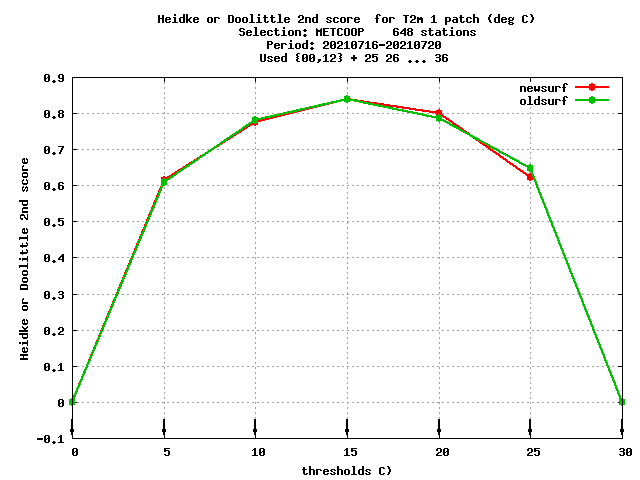 Heidke or Doolittle 2nd score  for T2m 1 patch (deg C)
Selection: METCOOP    648 stations
Period: 20210716-20210720
Used {00,12} + 25 26 ... 36
newsurf
oldsurf
Heidke or Doolittle 2nd score
0.9
0.8
0.7
0.6
0.5
0.4
0.3
0.2
0.1
0
-0.1
0 5 10 15 20 25 30
thresholds C)